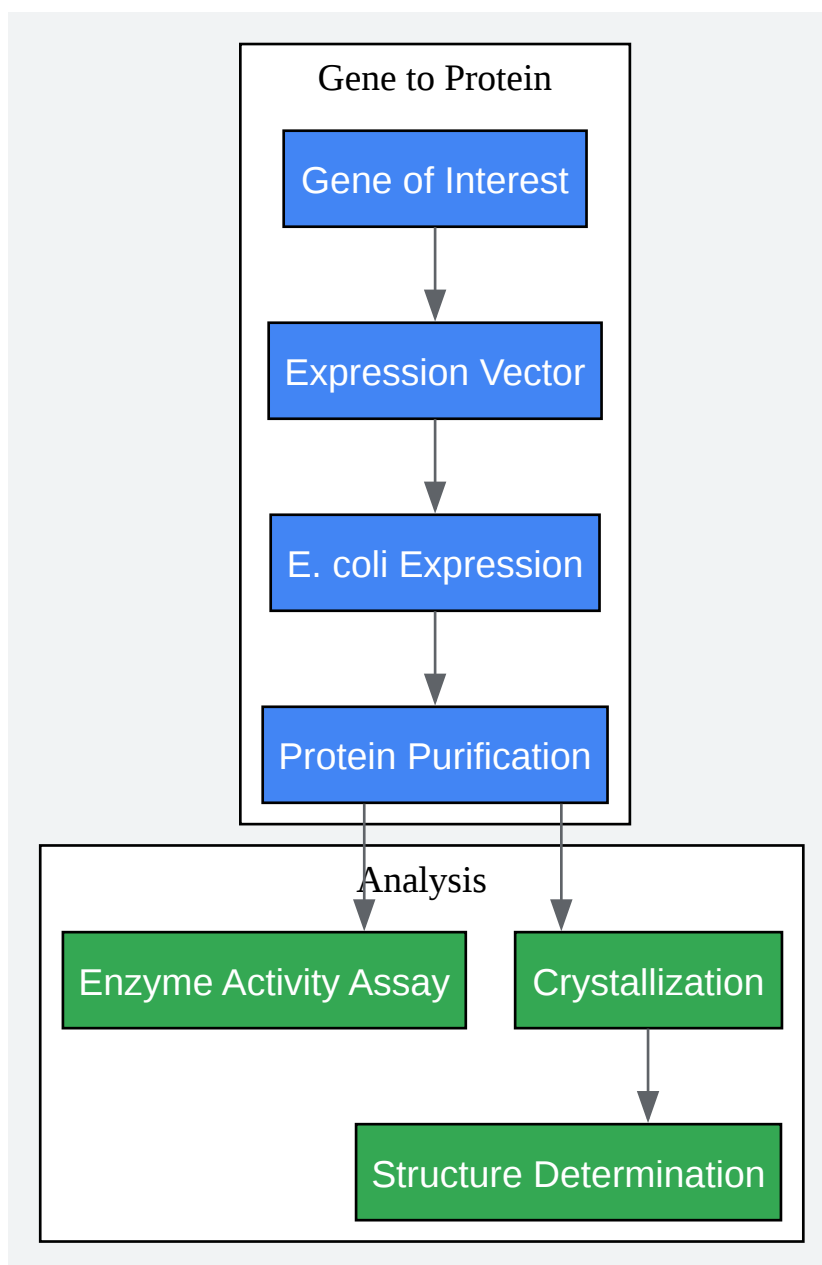 Gene to Protein
Gene of Interest
Expression Vector
E. coli Expression
Protein Purification
Analysis
Enzyme Activity Assay
Crystallization
Structure Determination